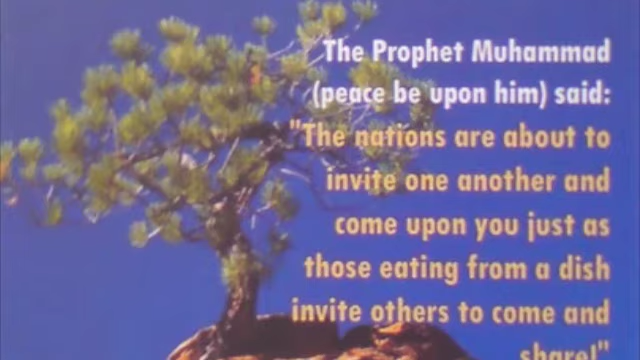 The Prophet Muhammad
(peace be upon him) said:
"The nations are about to
invite one another and
come upon you just as
those eating from a dish
invite others to come and
share!"